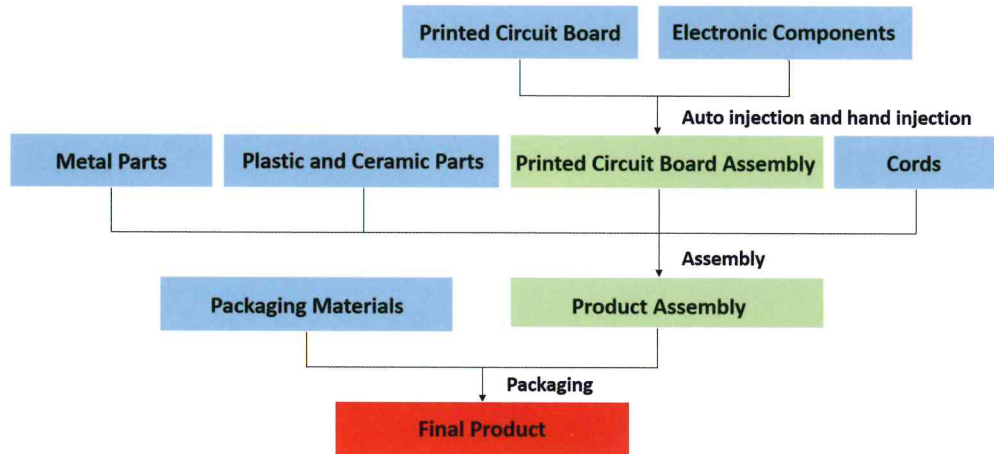 Printed Circuit Board
Electronic Components
Auto injection and hand injection
Metal Parts
Plastic and Ceramic Parts
Printed Circuit Board Assembly
Cords
Assembly
Packaging Materials
Product Assembly
Packaging
Final Product